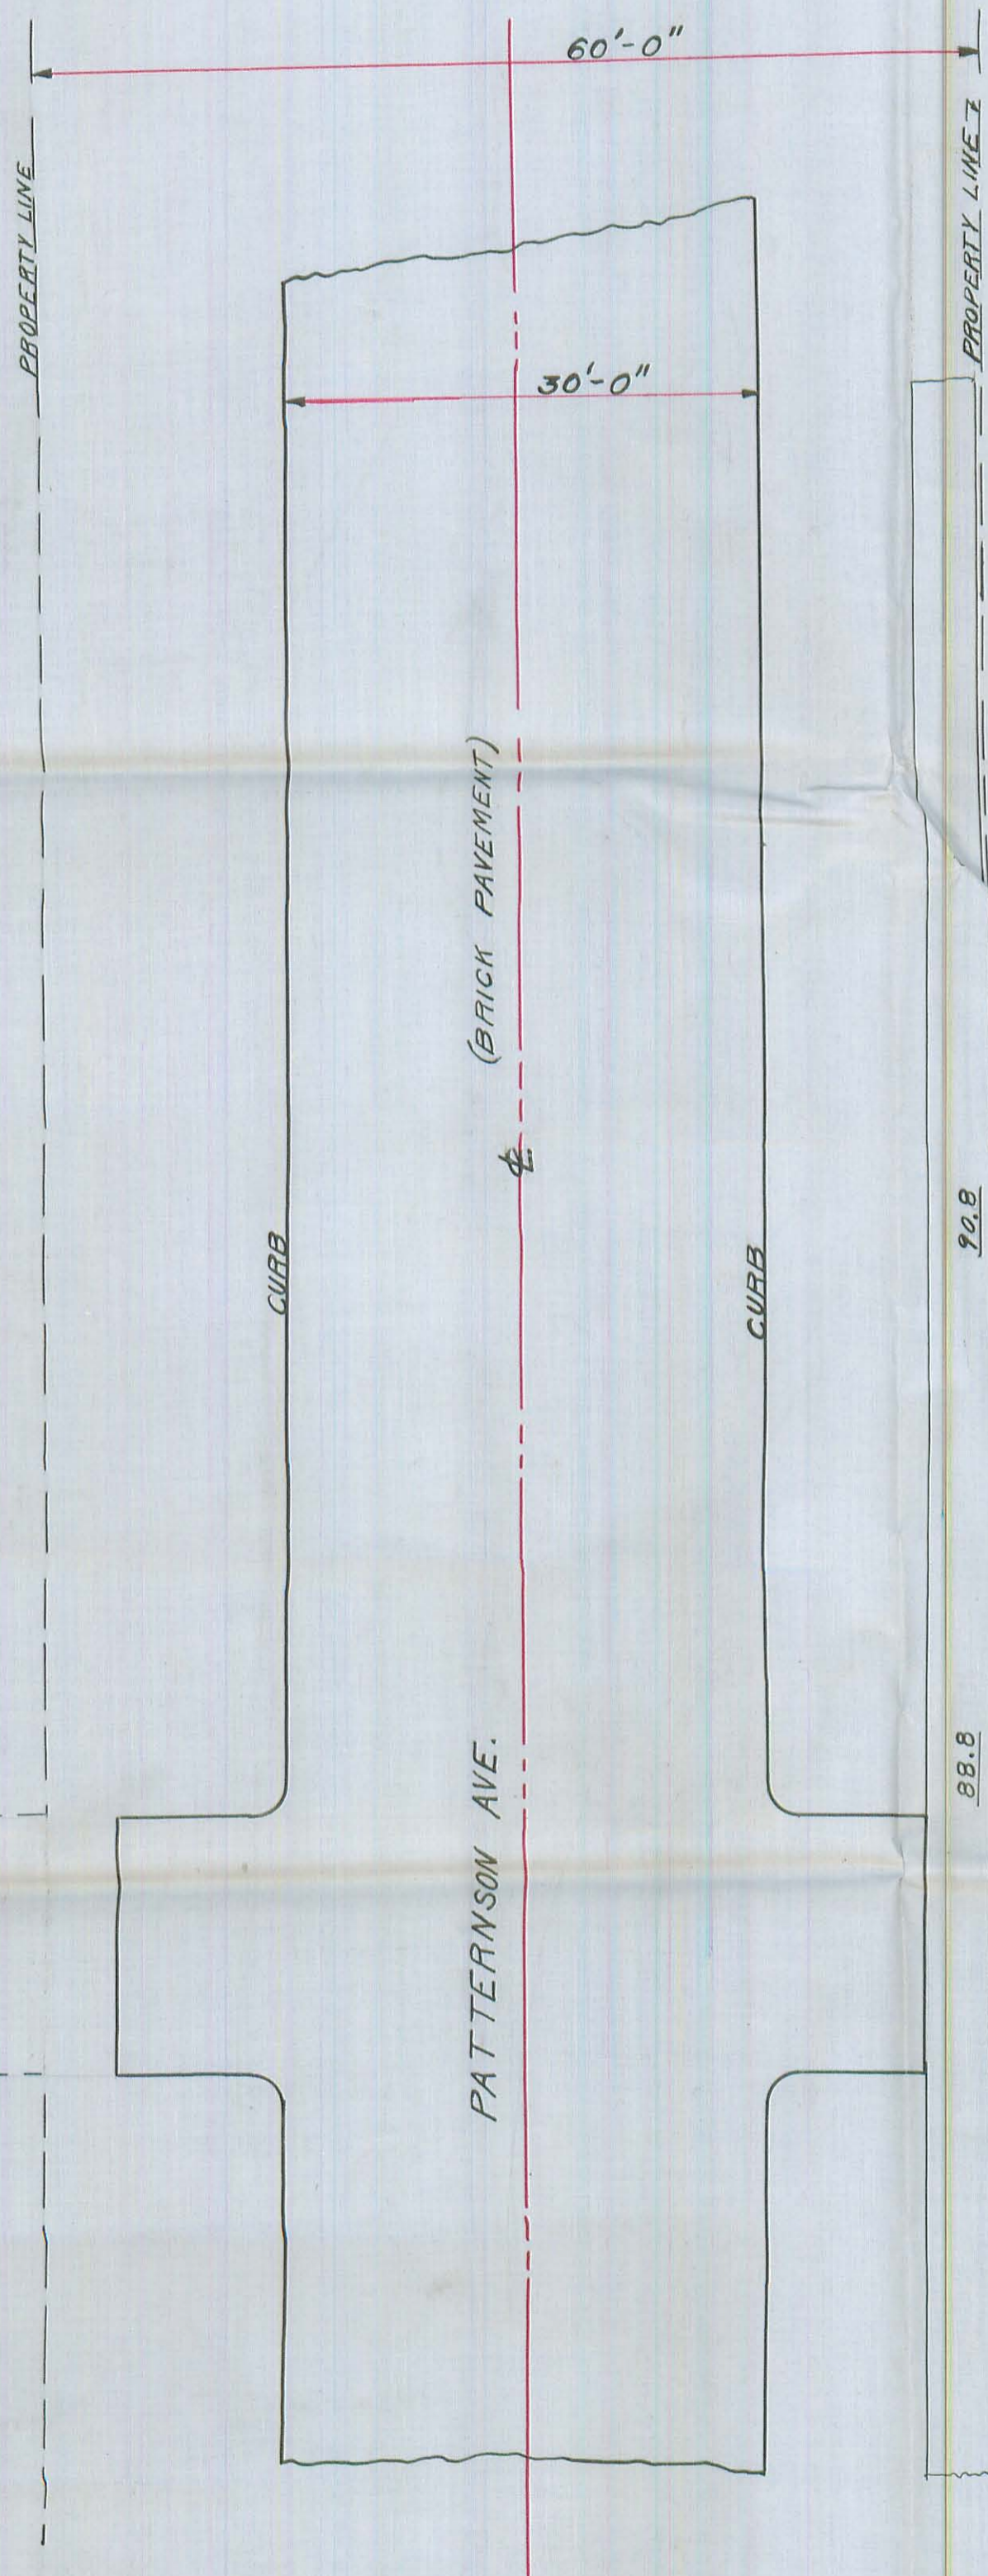 60'-0"
PROPERTY LINE
PROPERTY LINE
30'-0"
(BRICK PAVEMENT)
℄
CURB
CURB
90.8
88.8
PATTERNSON AVE.